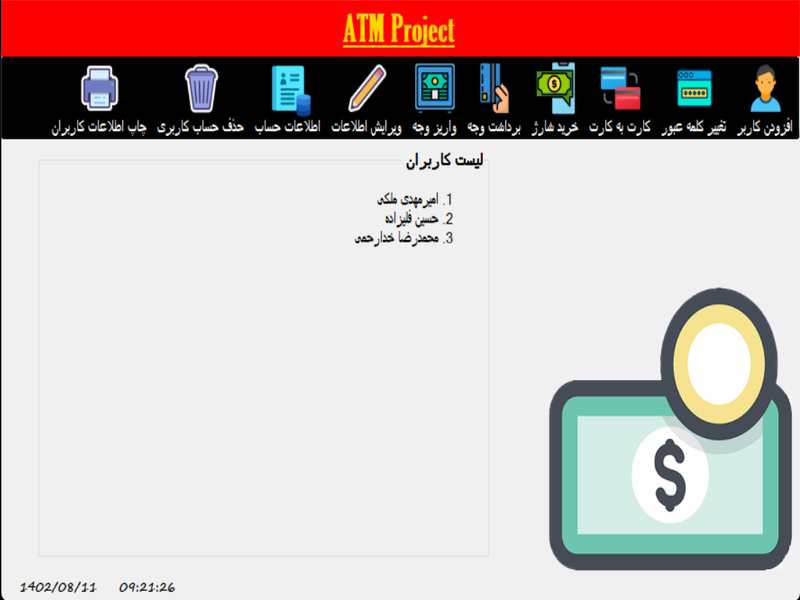 ATM Project
افزودن کاربر
تغییر کلمه عبور
کارت به کارت
خرید شارژ
برداشت وجه
واریز وجه
ویرایش اطلاعات
اطلاعات حساب
حذف حساب کاربری
چاپ اطلاعات کاربران
لیست کاربران
1. امیرمهدی ملکی
2. حسین قلیزاده
3. محمدرضا خدارحمی
$
1402/08/11 09:21:26